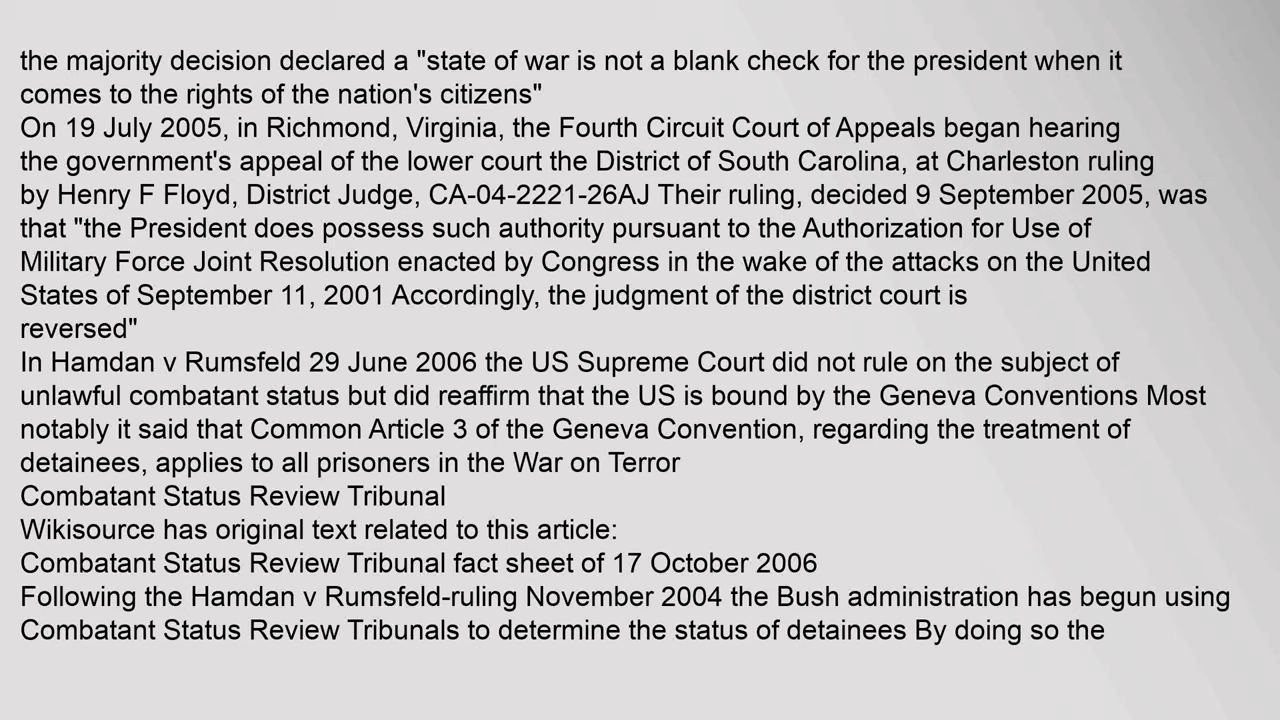 the majority decision declared a "state of war is not a blank check for the president when it
comes to the rights of the nation's citizens"
On 19 July 2005, in Richmond, Virginia, the Fourth Circuit Court of Appeals began hearing
the government's appeal of the lower court the District of South Carolina, at Charleston ruling
by Henry F Floyd, District Judge, CA-04-2221-26AJ Their ruling, decided 9 September 2005, was
that "the President does possess such authority pursuant to the Authorization for Use of
Military Force Joint Resolution enacted by Congress in the wake of the attacks on the United
States of September 11, 2001 Accordingly, the judgment of the district court is
reversed"
In Hamdan v Rumsfeld 29 June 2006 the US Supreme Court did not rule on the subject of
unlawful combatant status but did reaffirm that the US is bound by the Geneva Conventions Most
notably it said that Common Article 3 of the Geneva Convention, regarding the treatment of
detainees, applies to all prisoners in the War on Terror
Combatant Status Review Tribunal
Wikisource has original text related to this article:
Combatant Status Review Tribunal fact sheet of 17 October 2006
Following the Hamdan v Rumsfeld-ruling November 2004 the Bush administration has begun using
Combatant Status Review Tribunals to determine the status of detainees By doing so the